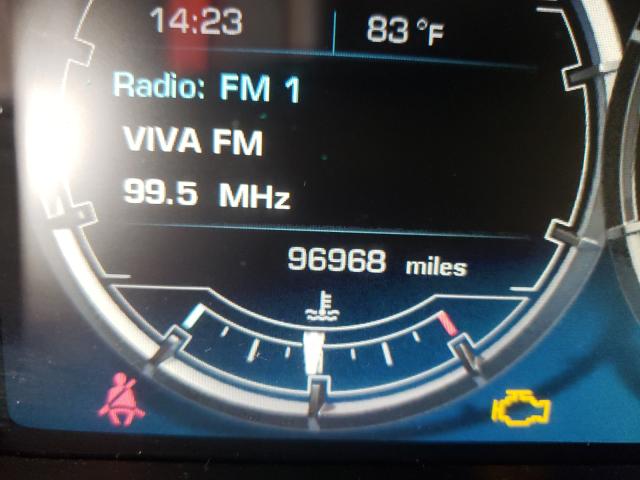 14:23 83 °F
Radio: FM 1
VIVA FM
99.5 MHz
96968 miles